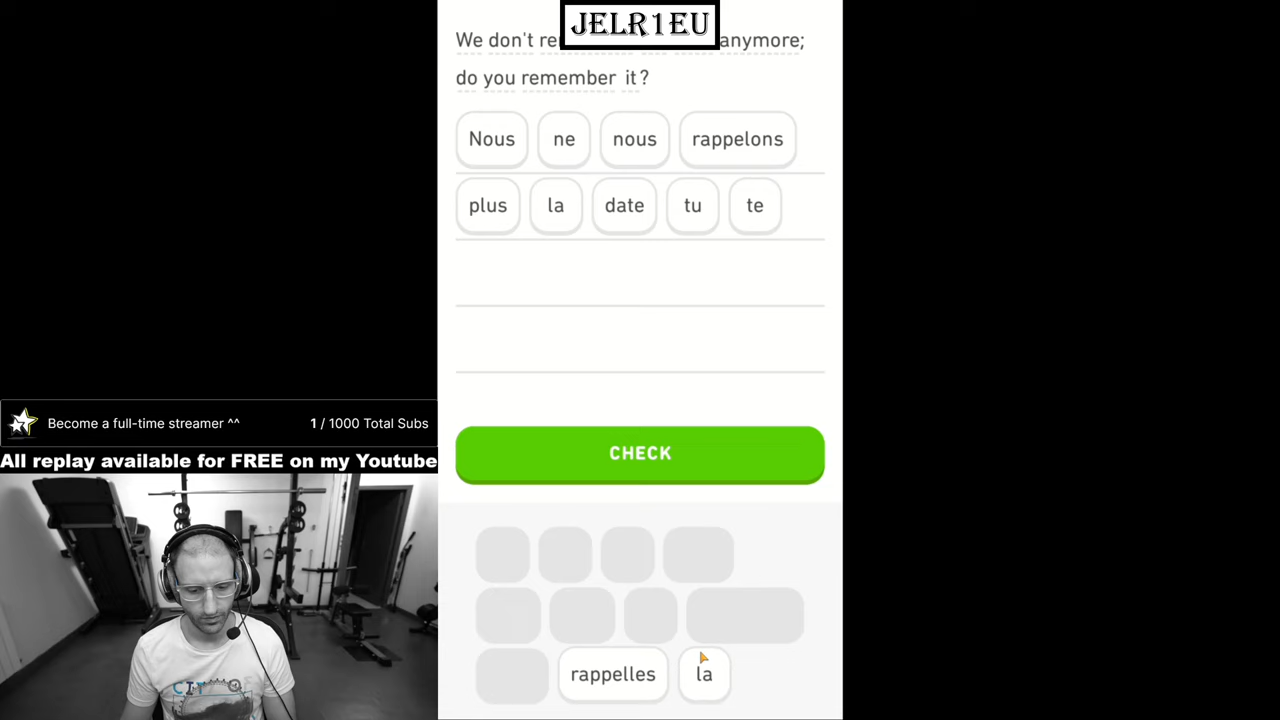 JELR1EU
We don't re anymore;
do you remember it?
Nous ne nous rappelons
plus la date tu te
CHECK
rappelles la
Become a full-time streamer ^^ 1 / 1000 Total Subs
All replay available for FREE on my Youtube